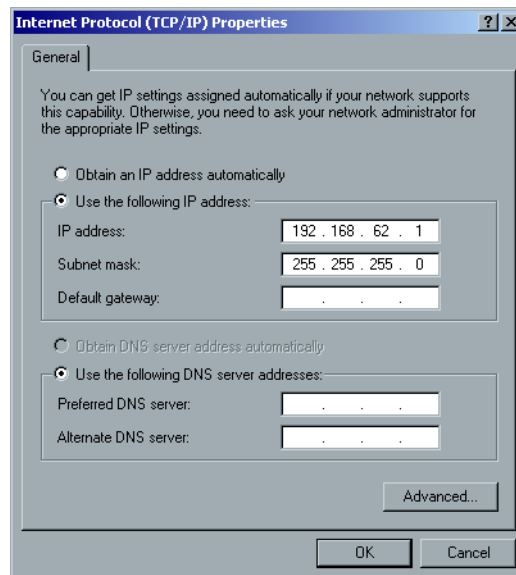 Internet Protocol (TCP/IP) Properties
General
You can get IP settings assigned automatically if your network supports
this capability. Otherwise, you need to ask your network administrator for
the appropriate IP settings.
Obtain an IP address automatically
Use the following IP address:
IP address: 192 . 168 . 62 . 1
Subnet mask: 255 . 255 . 255 . 0
Default gateway: . . .
Obtain DNS server address automatically
Use the following DNS server addresses:
Preferred DNS server: . . .
Alternate DNS server: . . .
Advanced...
OK Cancel